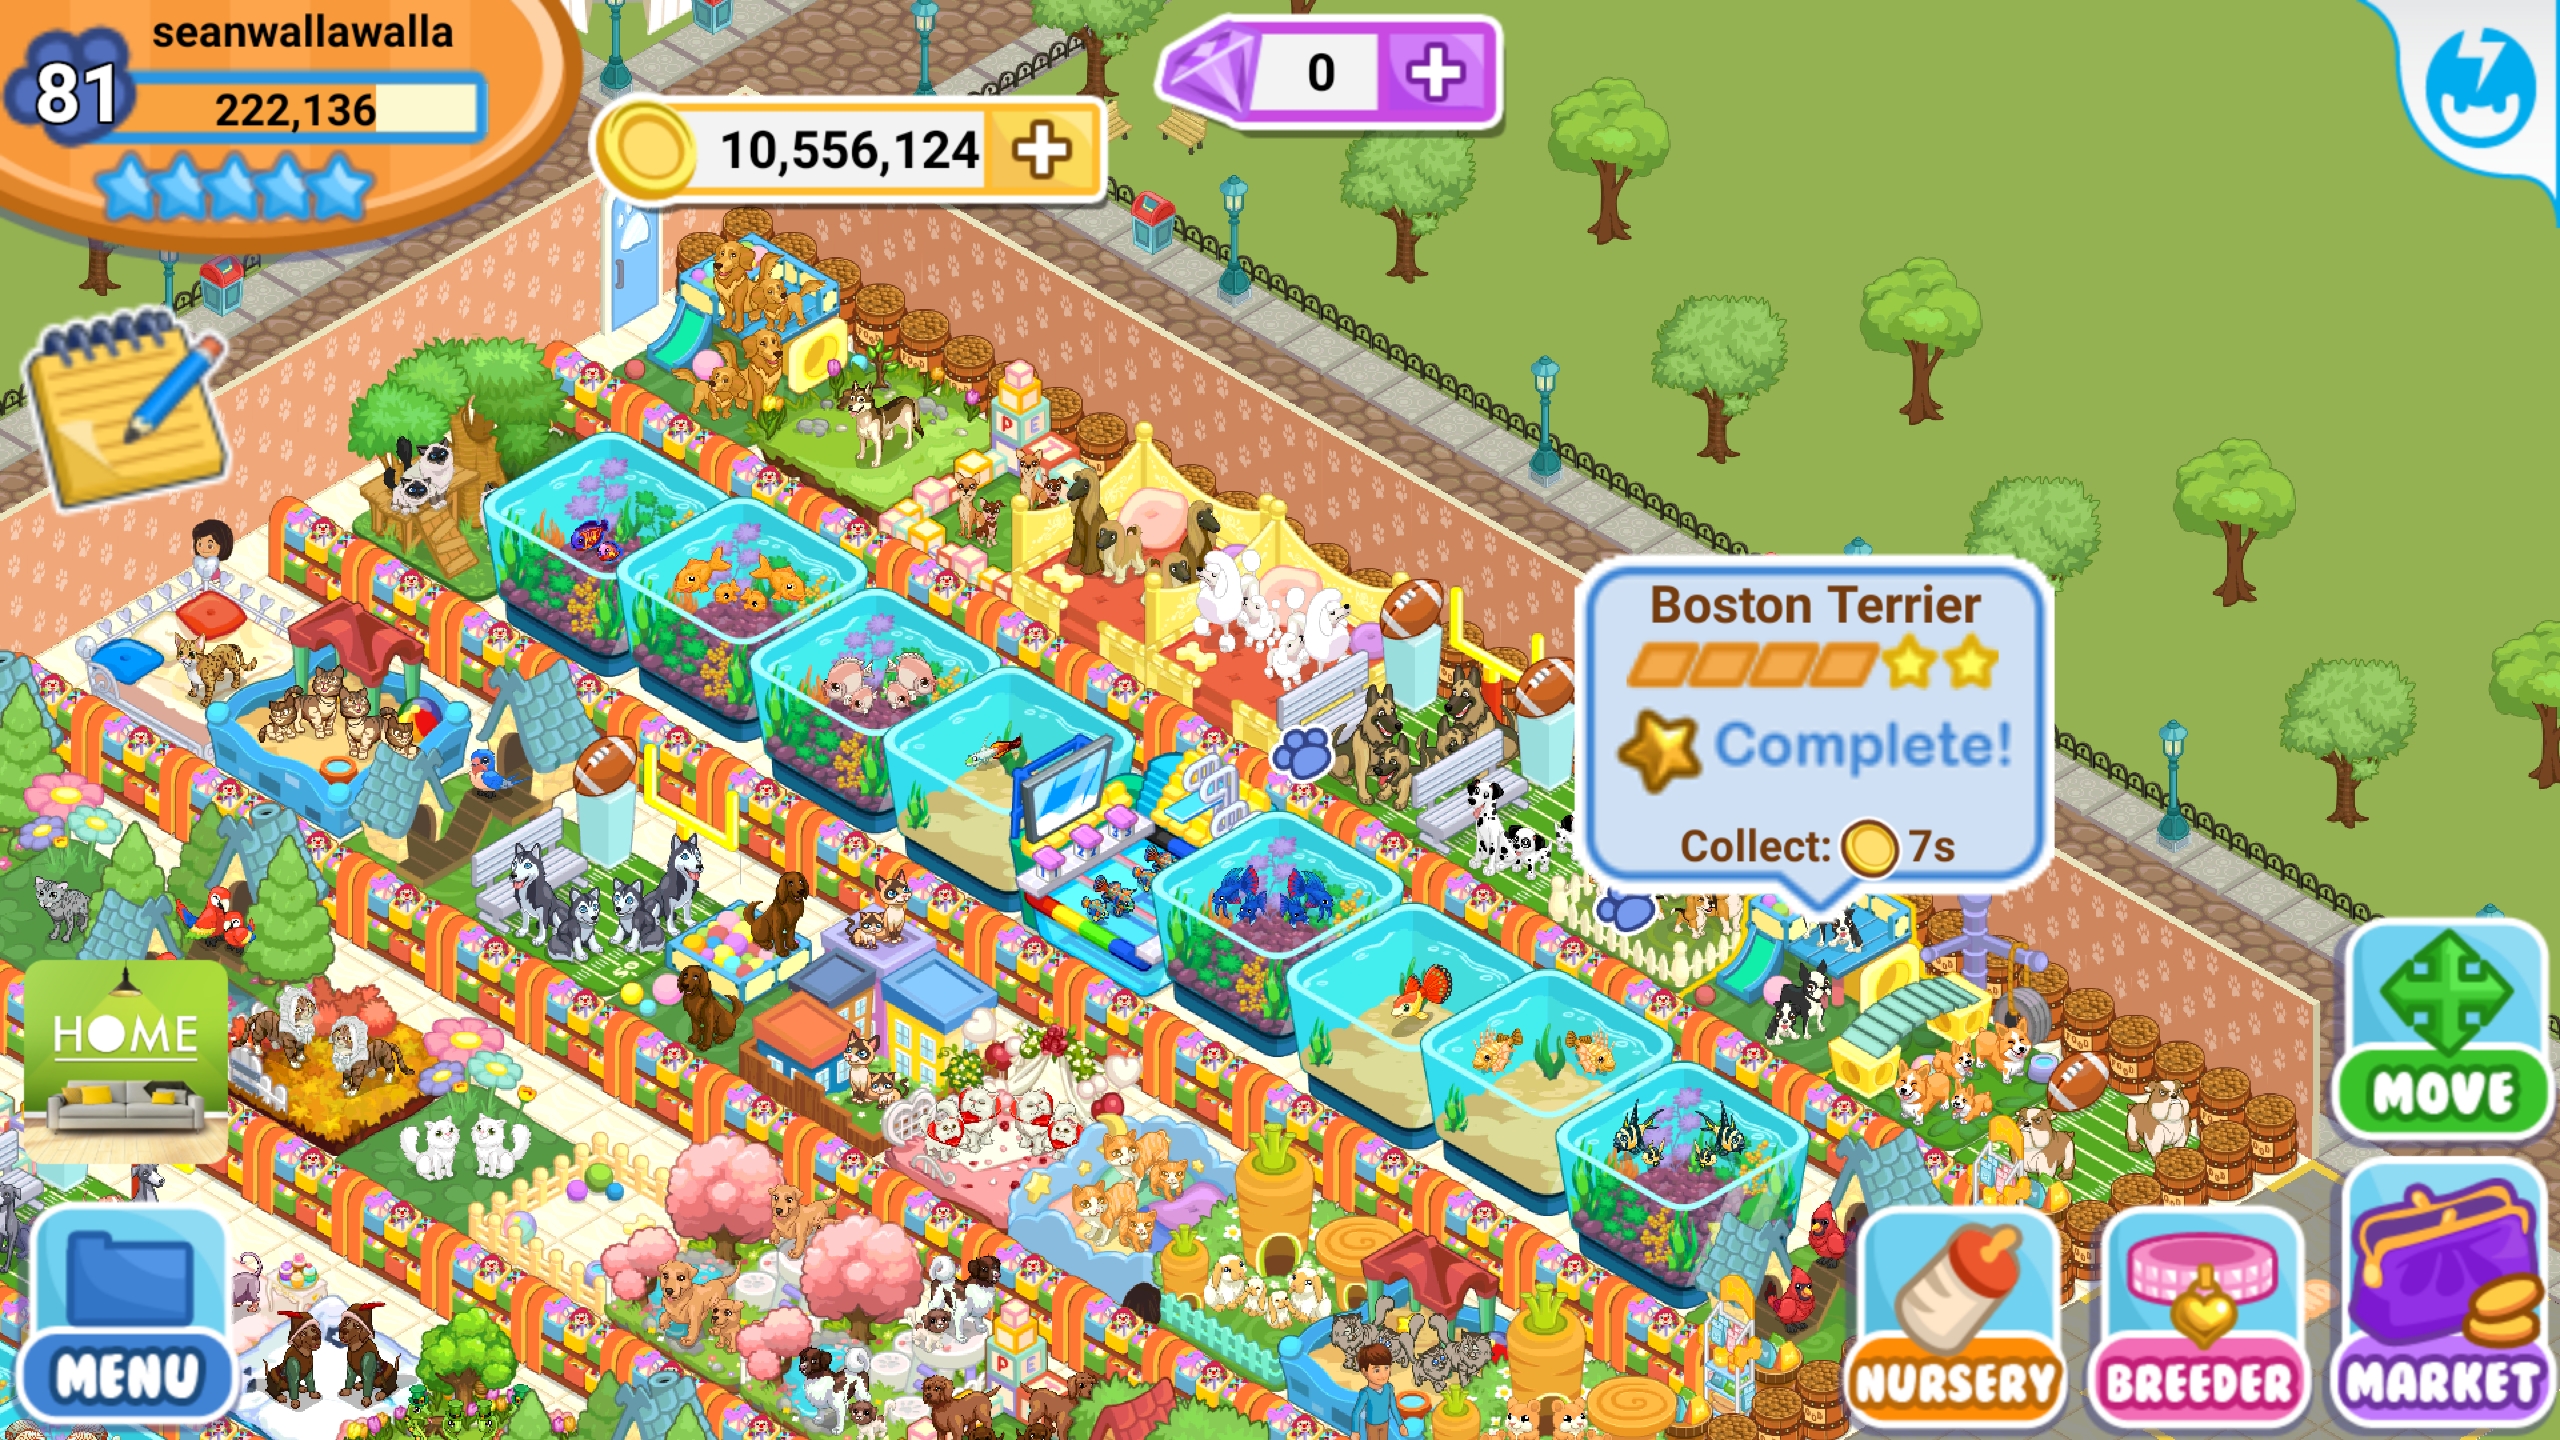 seanwallawalla
81
222,136
0
10,556,124
Boston Terrier
Complete!
Collect: 7s
HOME
MOVE
MENU
NURSERY
BREEDER
MARKET
P E
P E
50